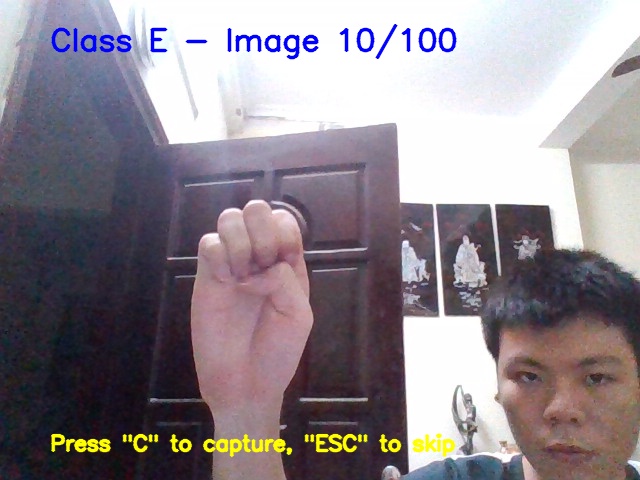 Class E - Image 10/100
Press "C" to capture, "ESC" to skip